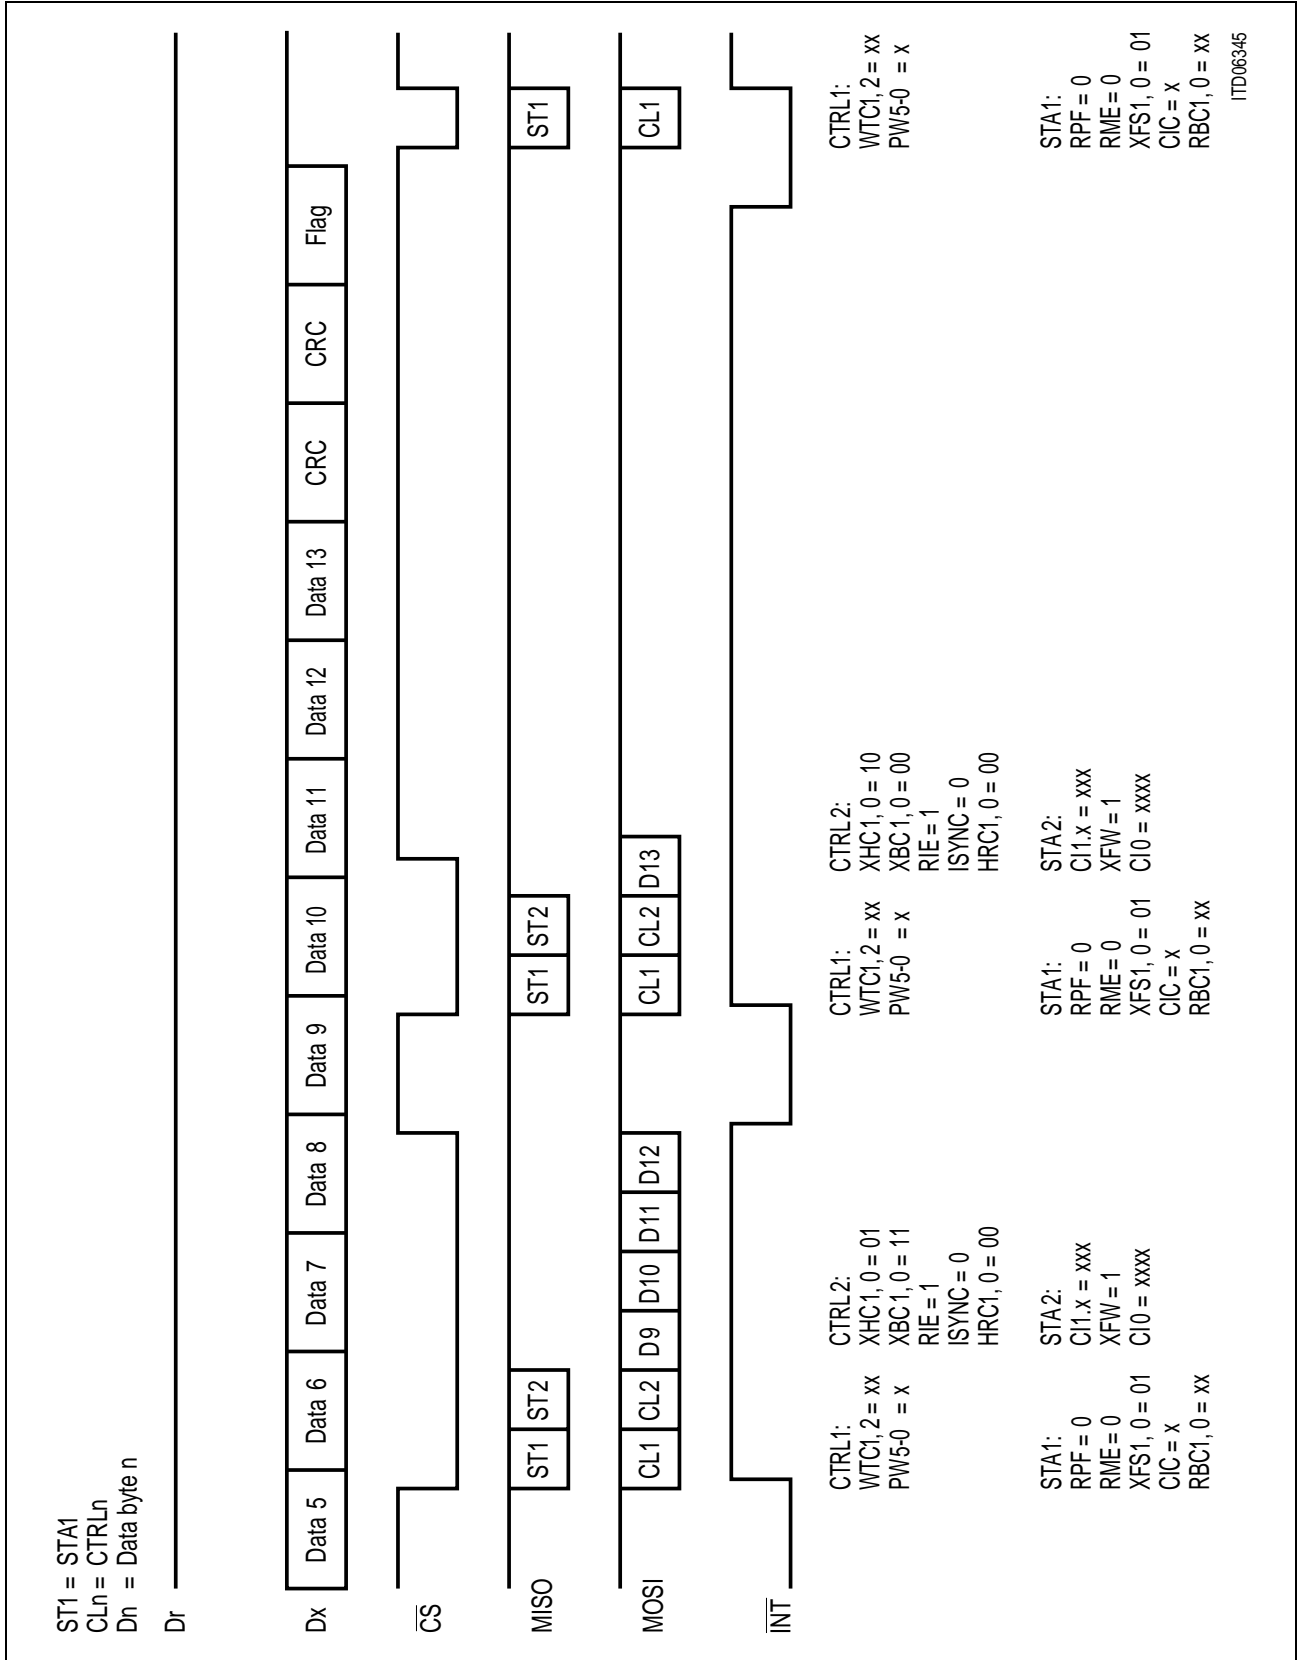 ST1 = STA1
CLn = CTRLn
Dn = Data byte n
Dr
Dx
Data 5
Data 6
Data 7
Data 8
Data 9
Data 10
Data 11
Data 12
Data 13
CRC
CRC
Flag
CS
MISO
ST1
ST2
ST1
ST2
ST1
MOSI
CL1
CL2
D9
D10
D11
D12
CL1
CL2
D13
CL1
INT
CTRL1:
WTC1, 2 = xx
PW5-0 = x
CTRL2:
XHC1, 0 = 01
XBC1, 0 = 11
RIE = 1
ISYNC = 0
HRC1, 0 = 00
CTRL1:
WTC1, 2 = xx
PW5-0 = x
CTRL2:
XHC1, 0 = 10
XBC1, 0 = 00
RIE = 1
ISYNC = 0
HRC1, 0 = 00
CTRL1:
WTC1, 2 = xx
PW5-0 = x
STA1:
RPF = 0
RME = 0
XFS1, 0 = 01
CIC = x
RBC1, 0 = xx
STA2:
CI1.x = xxx
XFW = 1
CI0 = xxxx
STA1:
RPF = 0
RME = 0
XFS1, 0 = 01
CIC = x
RBC1, 0 = xx
STA2:
CI1.x = xxx
XFW = 1
CI0 = xxxx
STA1:
RPF = 0
RME = 0
XFS1, 0 = 01
CIC = x
RBC1, 0 = xx
ITD06345